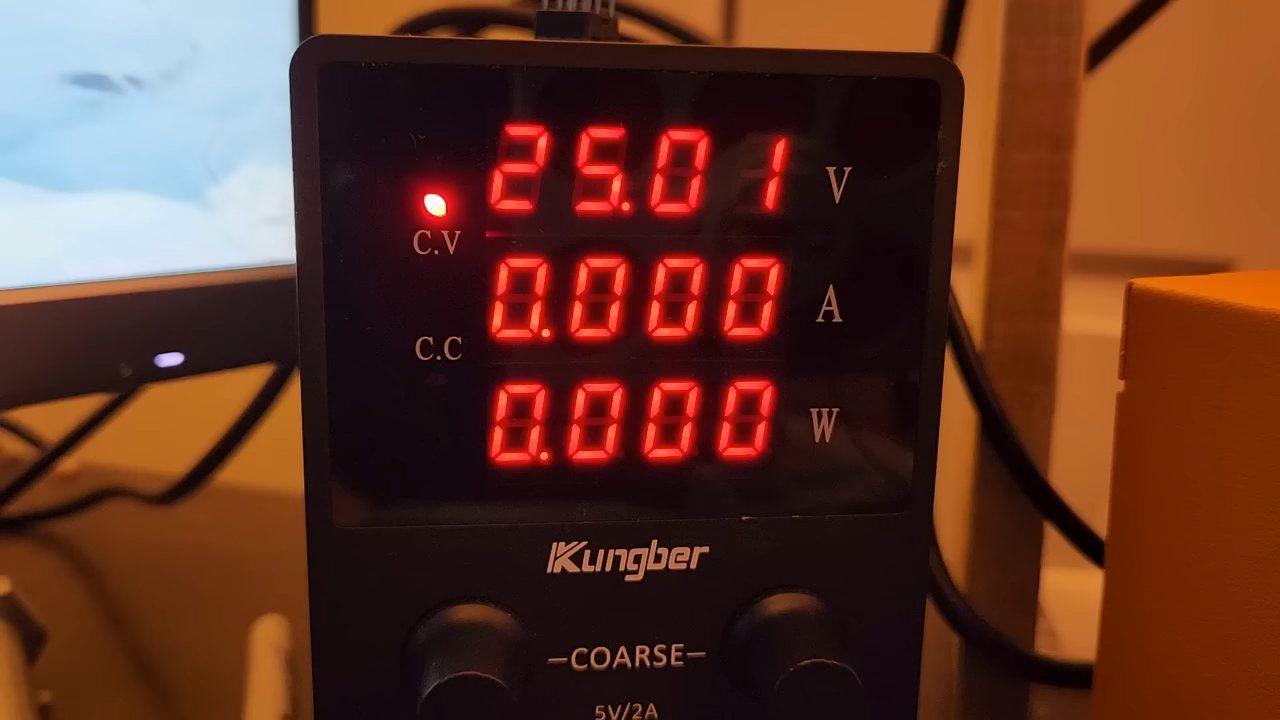 25.01 V
C.V
0.000 A
C.C
0.000 W
Kungber
COARSE
5V/2A